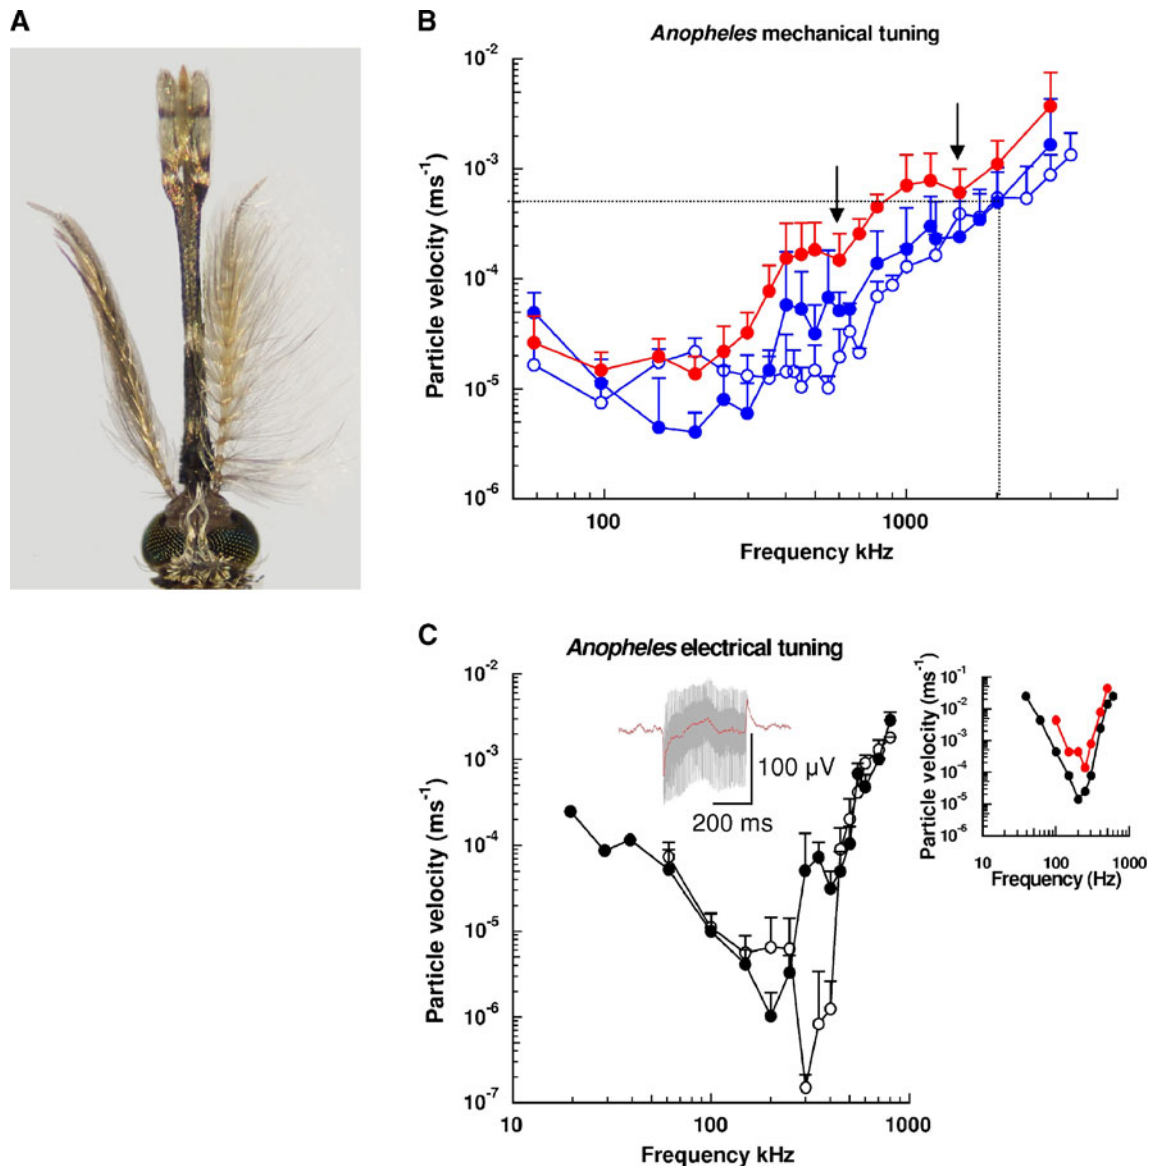 A
B
Anopheles mechanical tuning
Particle velocity (ms⁻¹)
10⁻²
10⁻³
10⁻⁴
10⁻⁵
10⁻⁶
100
1000
Frequency kHz
C
Anopheles electrical tuning
Particle velocity (ms⁻¹)
10⁻²
10⁻³
10⁻⁴
10⁻⁵
10⁻⁶
10⁻⁷
100 µV
200 ms
10
100
1000
Frequency kHz
Particle velocity (ms⁻¹)
10⁻¹
10⁻²
10⁻³
10⁻⁴
10⁻⁵
10⁻⁶
10
100
1000
Frequency (Hz)